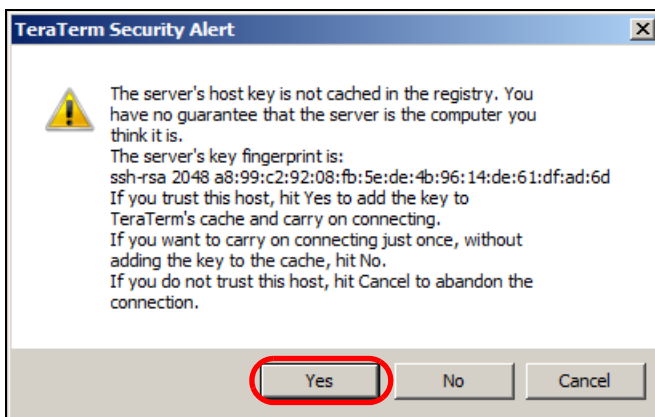 TeraTerm Security Alert
The server's host key is not cached in the registry. You
have no guarantee that the server is the computer you
think it is.
The server's key fingerprint is:
ssh-rsa 2048 a8:99:c2:92:08:fb:5e:de:4b:96:14:de:61:df:ad:6d
If you trust this host, hit Yes to add the key to
TeraTerm's cache and carry on connecting.
If you want to carry on connecting just once, without
adding the key to the cache, hit No.
If you do not trust this host, hit Cancel to abandon the
connection.
Yes No Cancel